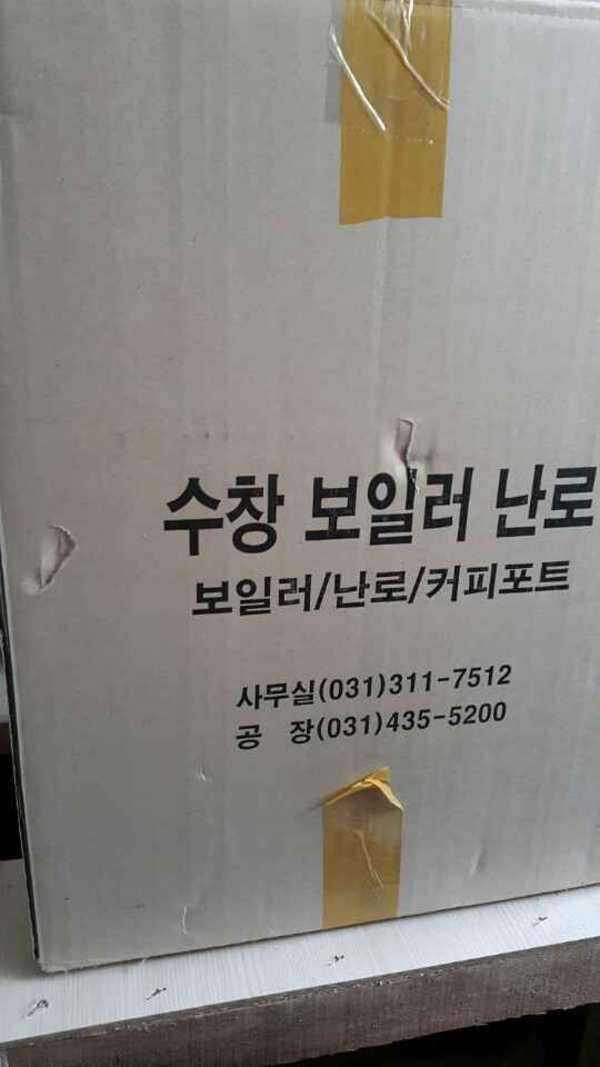 수창 보일러 난로
보일러/난로/커피포트
사무실(031)311-7512
공 장(031)435-5200